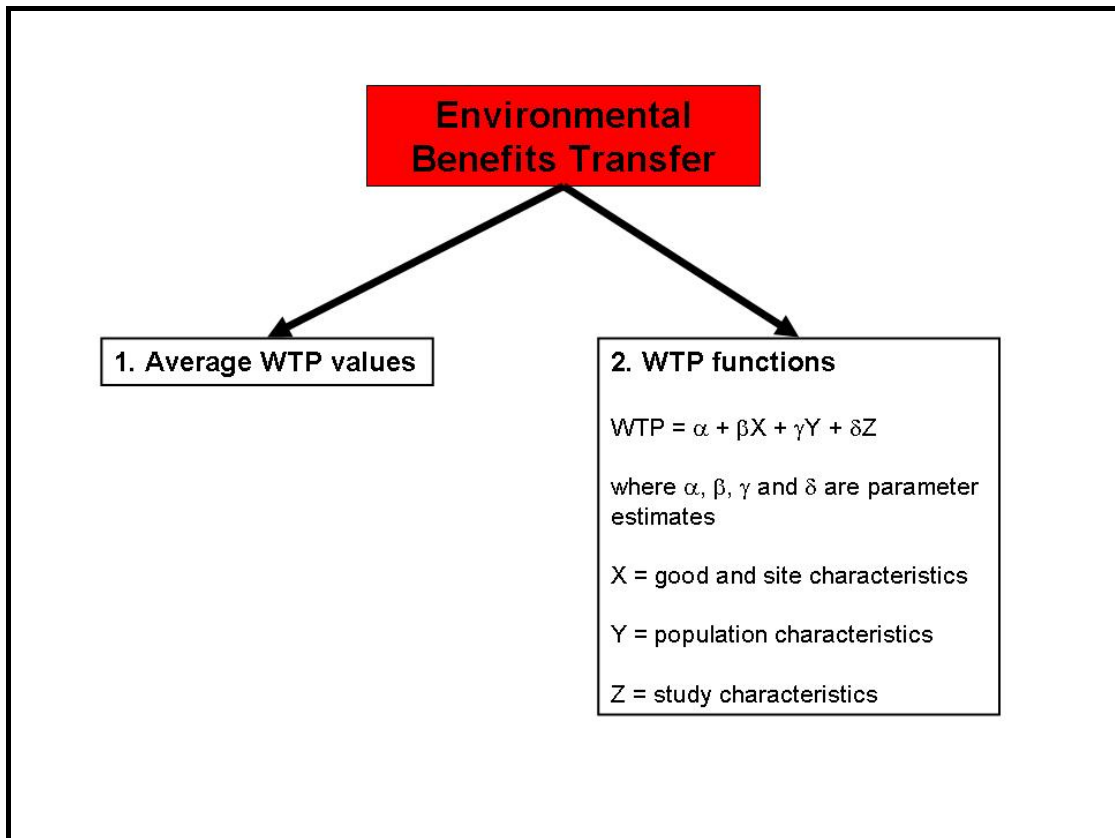 Environmental
Benefits Transfer
1. Average WTP values
2. WTP functions
WTP = α + βX + γY + δZ
where α, β, γ and δ are parameter
estimates
X = good and site characteristics
Y = population characteristics
Z = study characteristics